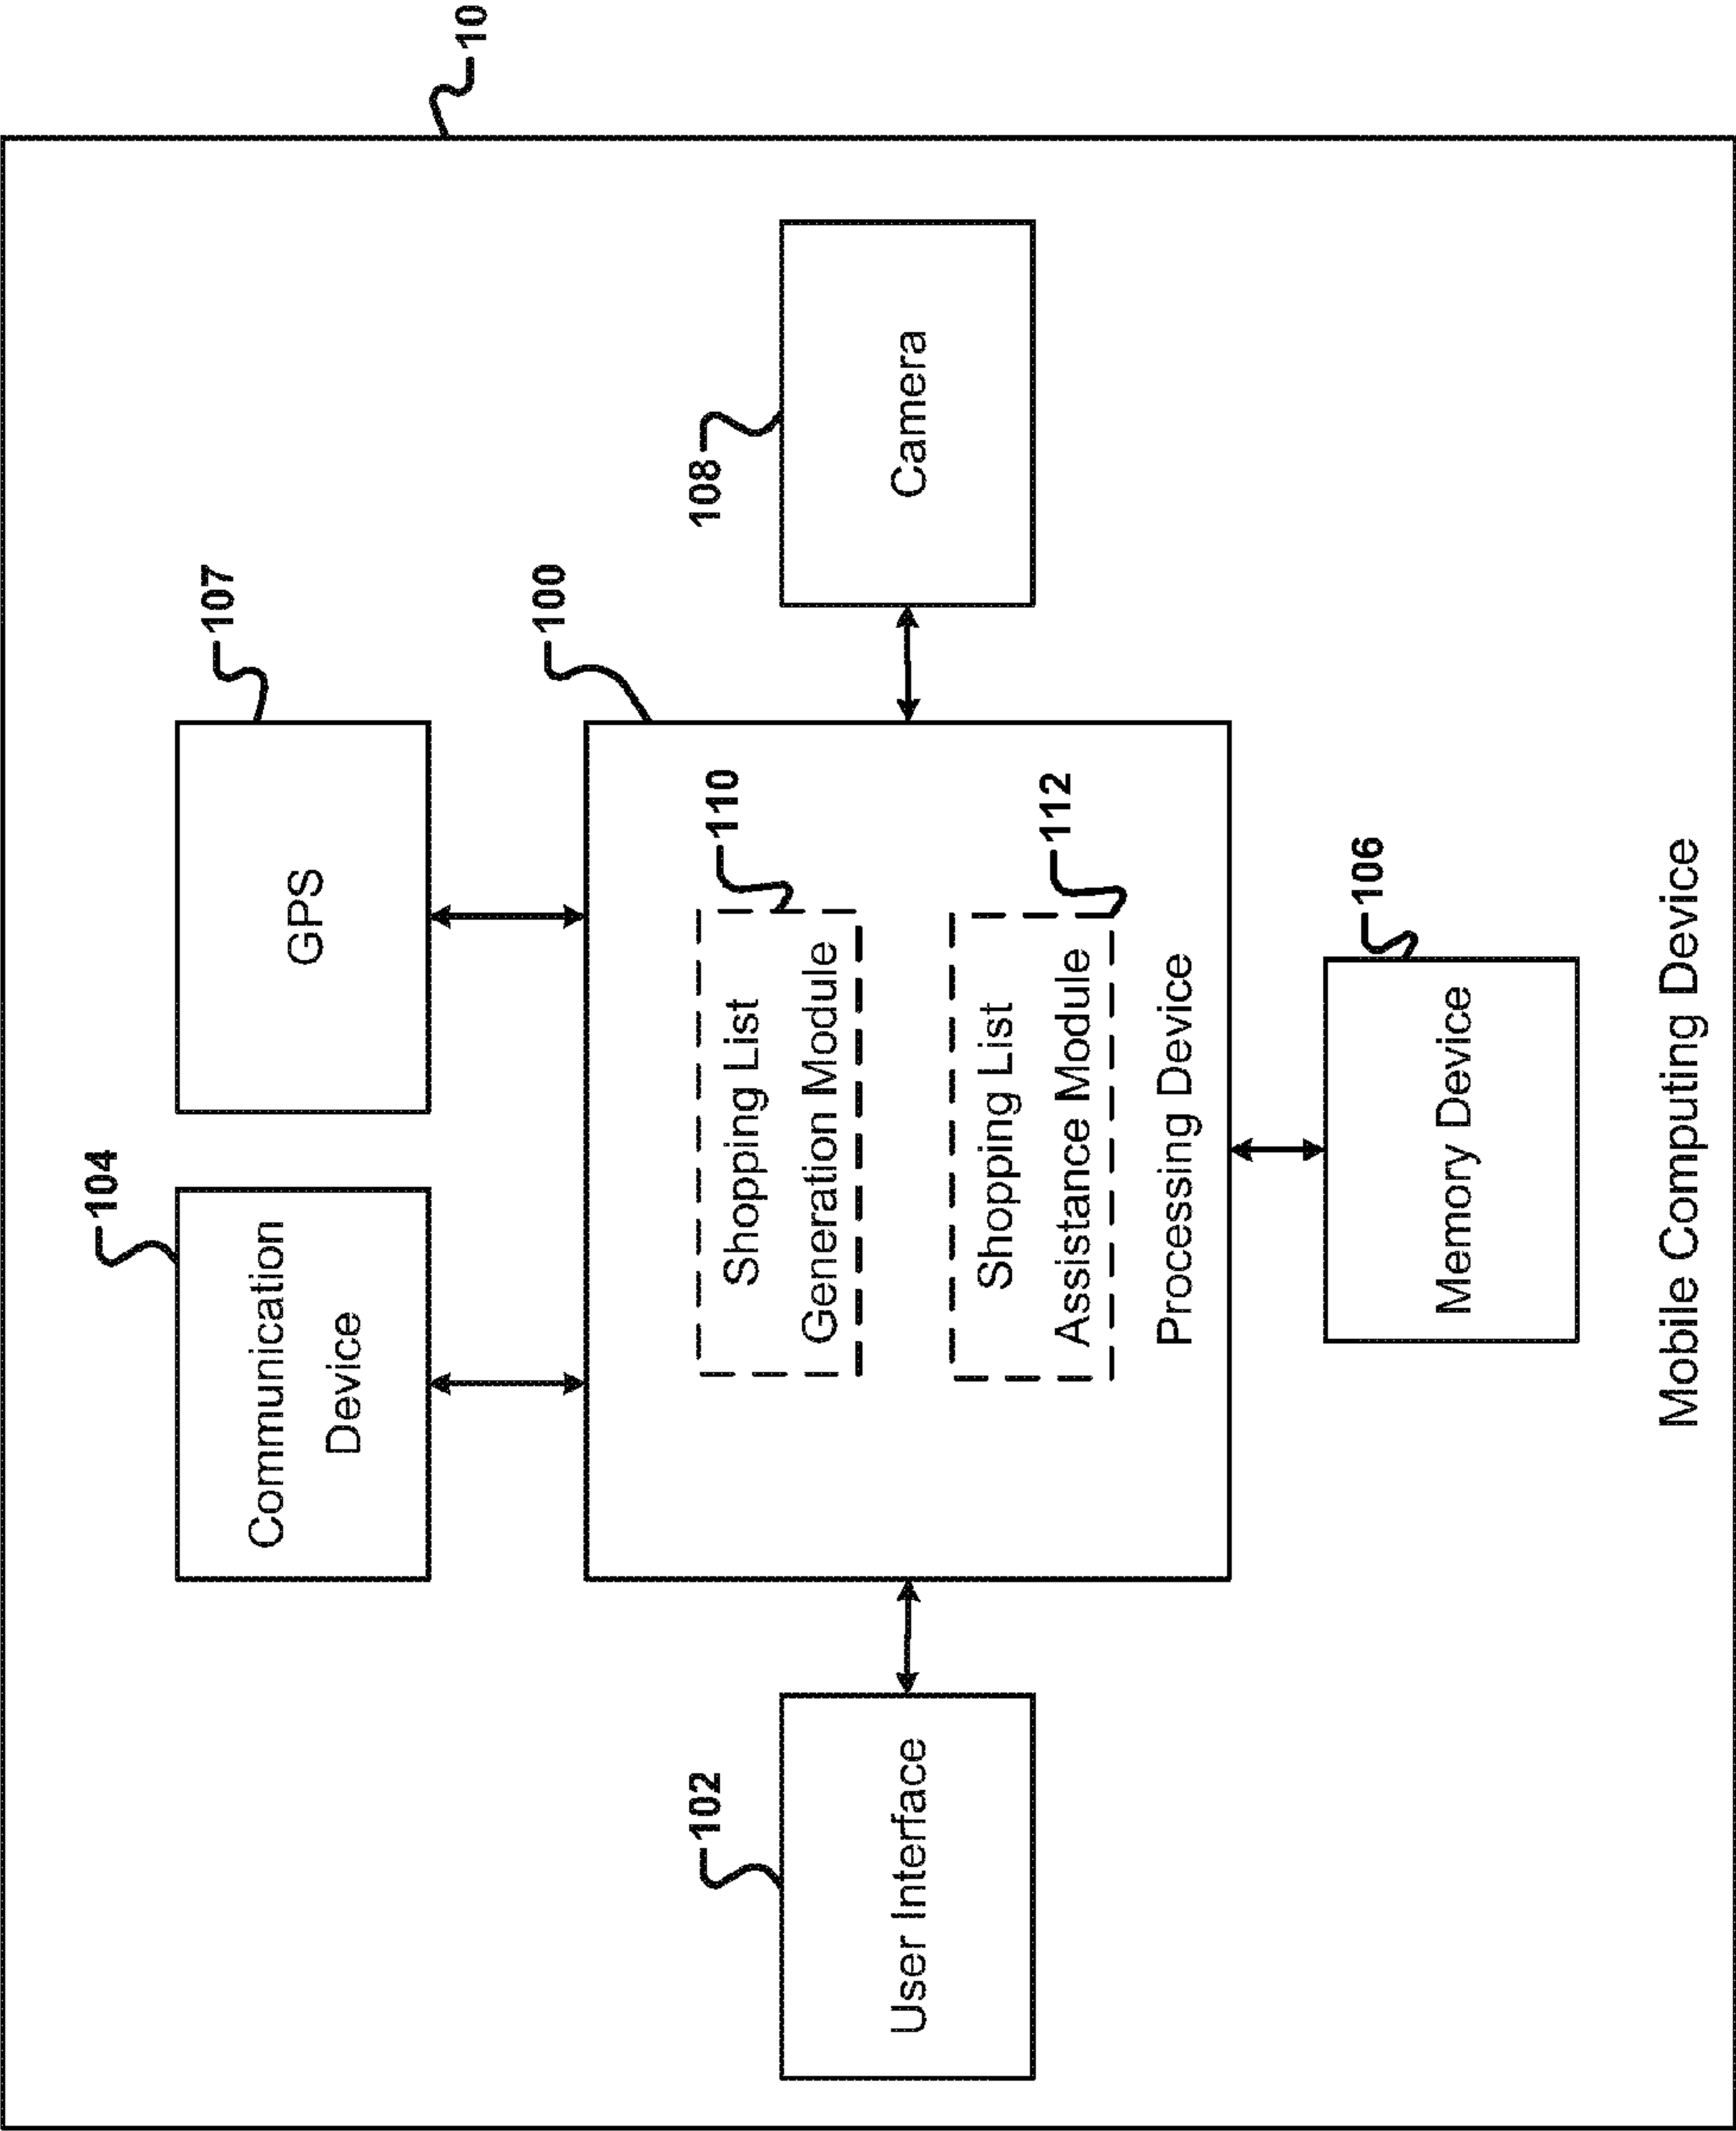 10
104
107
Communication
Device
GPS
100
108
102
110
Shopping List
Generation Module
User Interface
Camera
112
Shopping List
Assistance Module
Processing Device
106
Memory Device
Mobile Computing Device